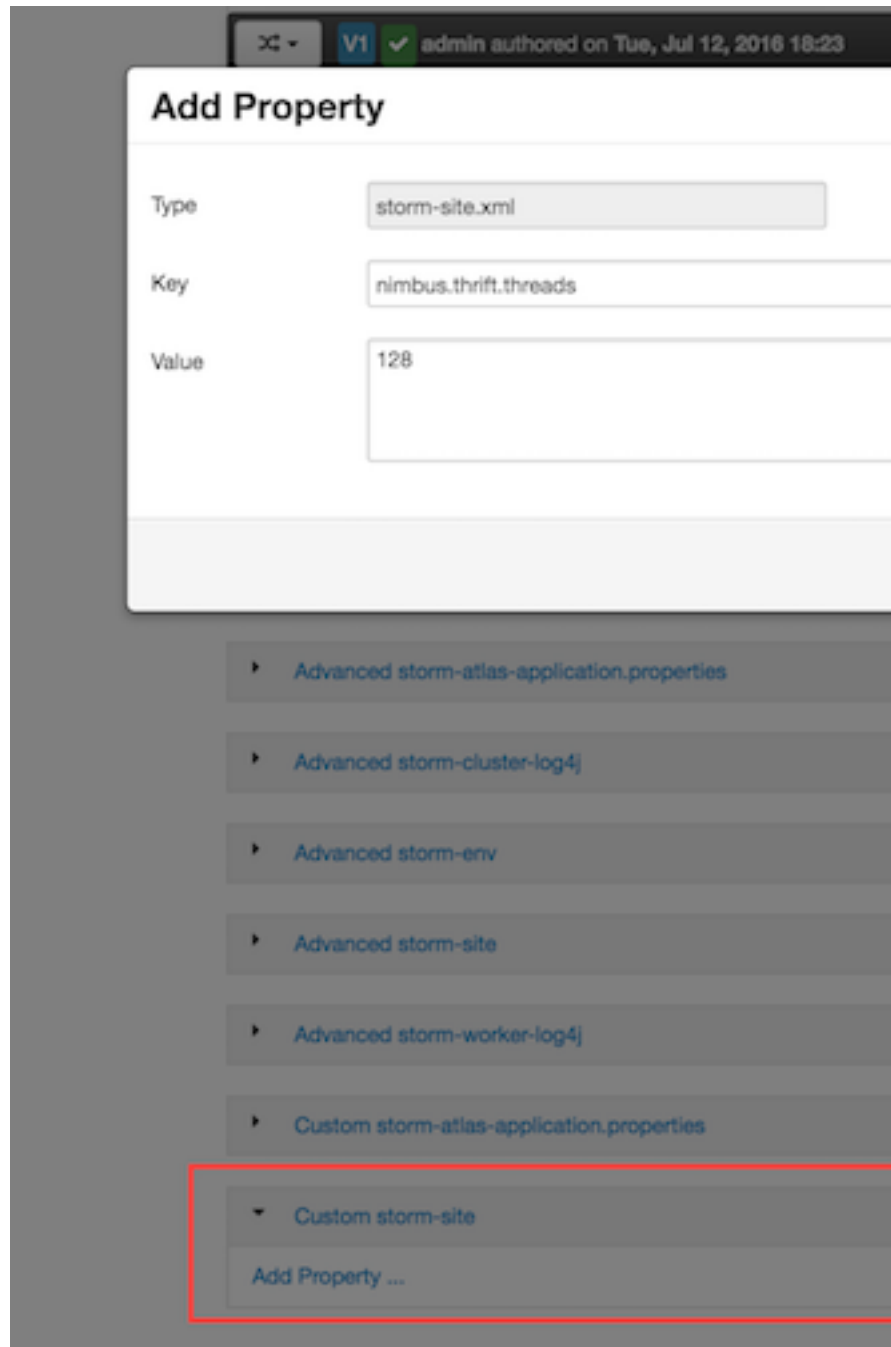 V1 admin authored on Tue, Jul 12, 2016 18:23
Add Property
Type
storm-site.xml
Key
nimbus.thrift.threads
Value
128
Advanced storm-atlas-application.properties
Advanced storm-cluster-log4j
Advanced storm-env
Advanced storm-site
Advanced storm-worker-log4j
Custom storm-atlas-application.properties
Custom storm-site
Add Property ...